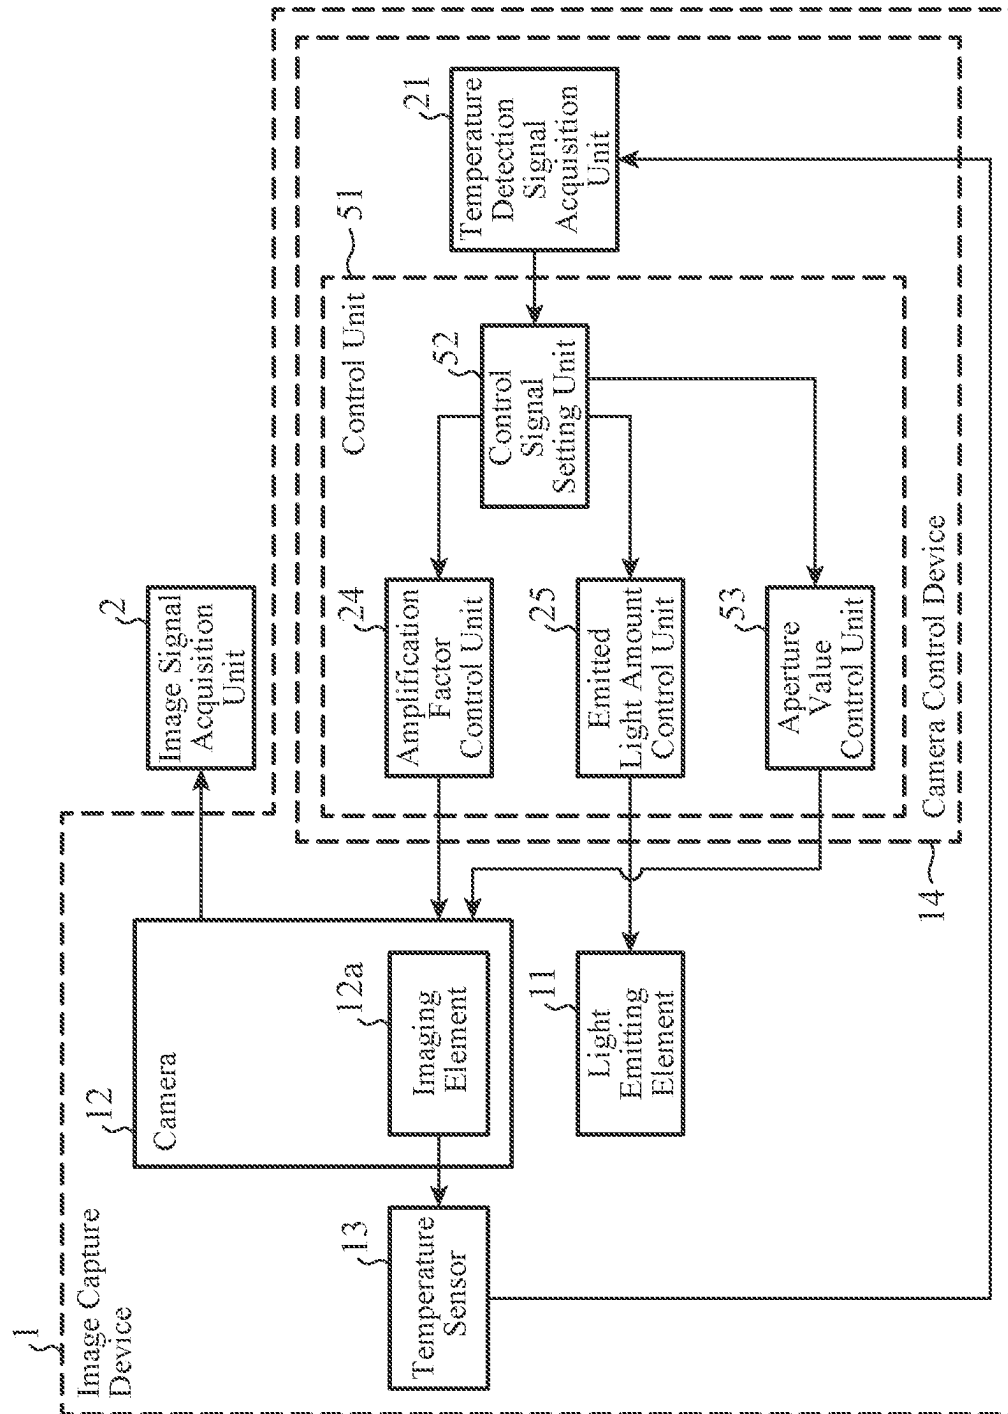 1
Image Capture
Device
12
Camera
12a
Imaging
Element
13
Temperature
Sensor
11
Light
Emitting
Element
2
Image Signal
Acquisition
Unit
14
Camera Control Device
51
Control Unit
24
Amplification
Factor
Control Unit
25
Emitted
Light Amount
Control Unit
53
Aperture
Value
Control Unit
52
Control
Signal
Setting Unit
21
Temperature
Detection
Signal
Acquisition
Unit